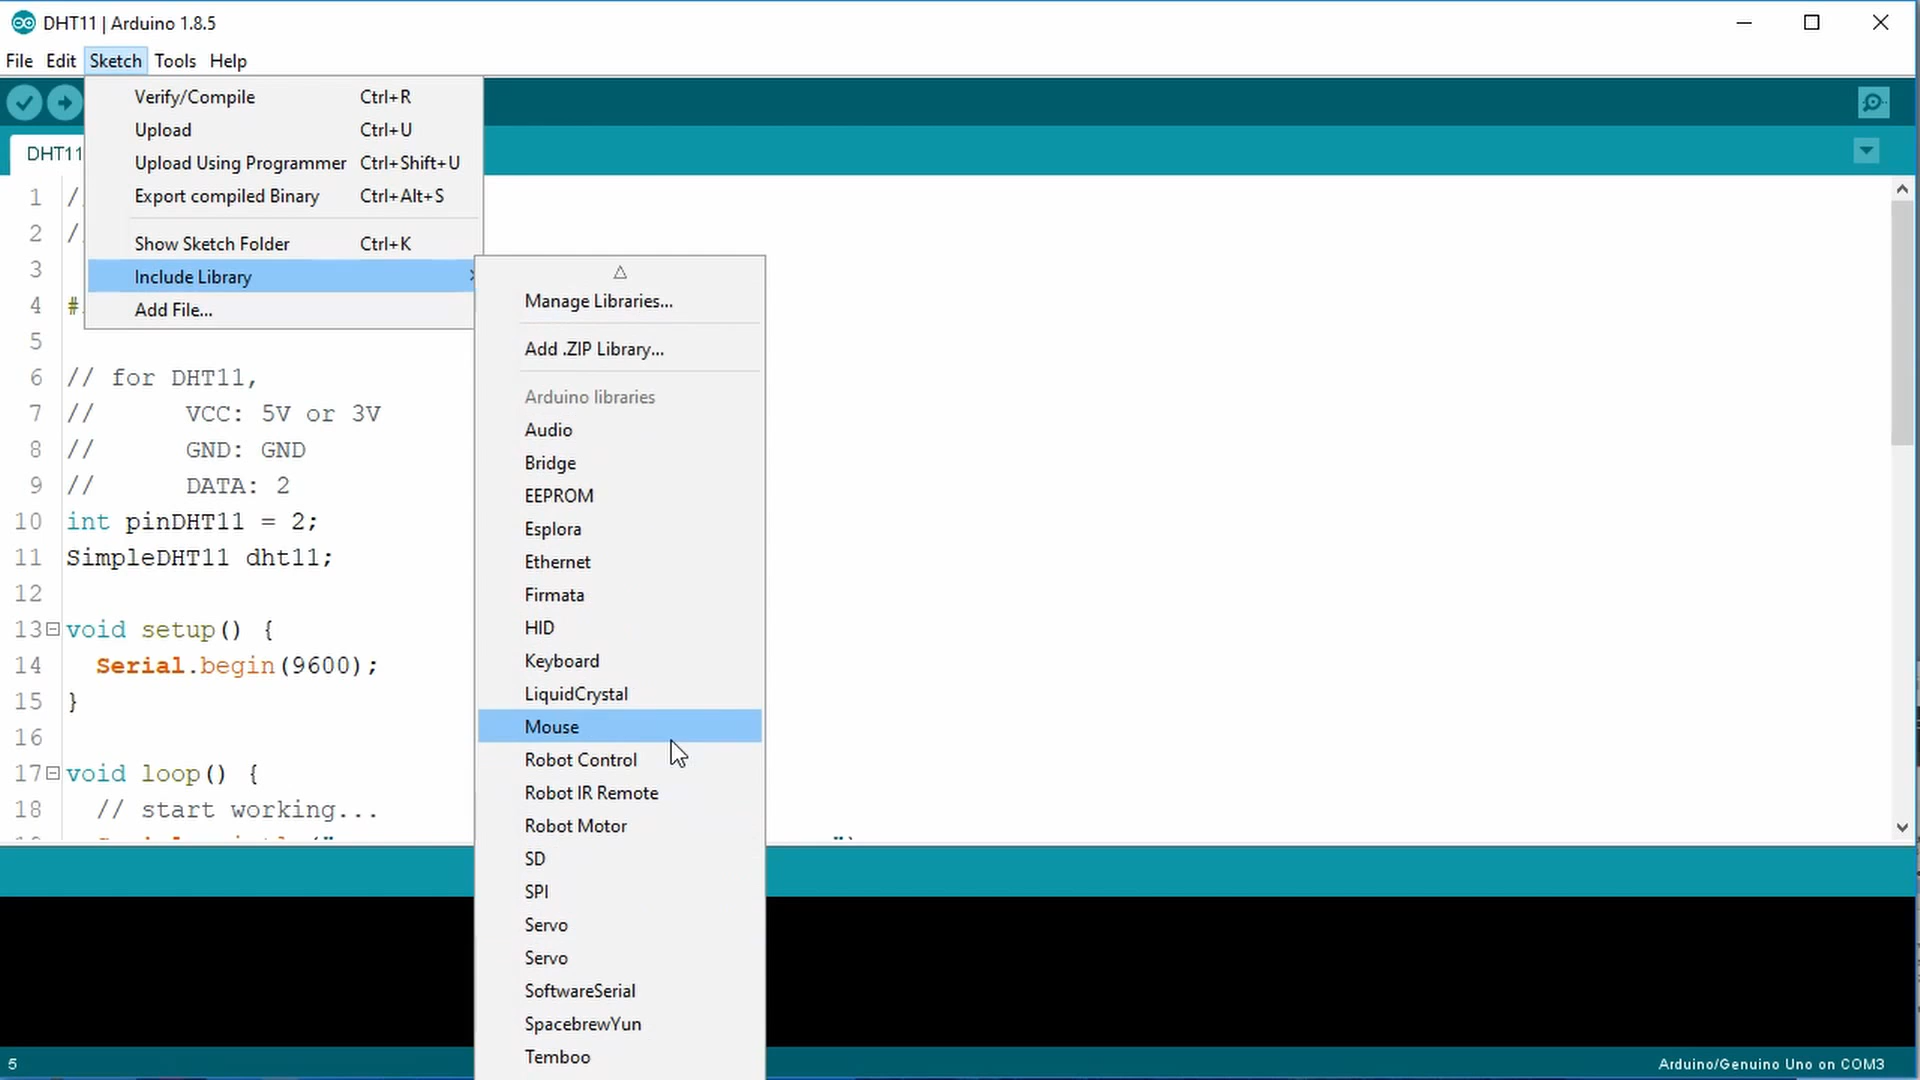 DHT11 | Arduino 1.8.5
File Edit Sketch Tools Help
Verify/Compile Ctrl+R
Upload Ctrl+U
Upload Using Programmer Ctrl+Shift+U
Export compiled Binary Ctrl+Alt+S
Show Sketch Folder Ctrl+K
Include Library
Add File...
Manage Libraries...
Add .ZIP Library...
Arduino libraries
Audio
Bridge
EEPROM
Esplora
Ethernet
Firmata
HID
Keyboard
LiquidCrystal
Mouse
Robot Control
Robot IR Remote
Robot Motor
SD
SPI
Servo
Servo
SoftwareSerial
SpacebrewYun
Temboo
DHT11
1 /
2 /
3
4 #
5
6 // for DHT11,
7 // VCC: 5V or 3V
8 // GND: GND
9 // DATA: 2
10 int pinDHT11 = 2;
11 SimpleDHT11 dht11;
12
13 void setup() {
14 Serial.begin(9600);
15 }
16
17 void loop() {
18 // start working...
5
Arduino/Genuino Uno on COM3